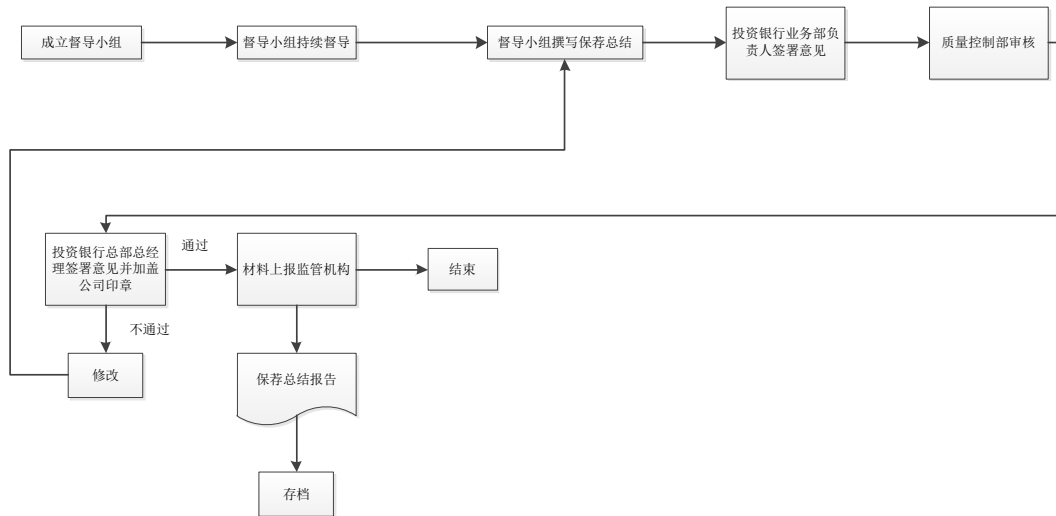 成立督导小组
督导小组持续督导
督导小组撰写保荐总结
投资银行业务部负
责人签署意见
质量控制部审核
投资银行总部总经
理签署意见并加盖
公司印章
通过
材料上报监管机构
结束
不通过
修改
保荐总结报告
存档